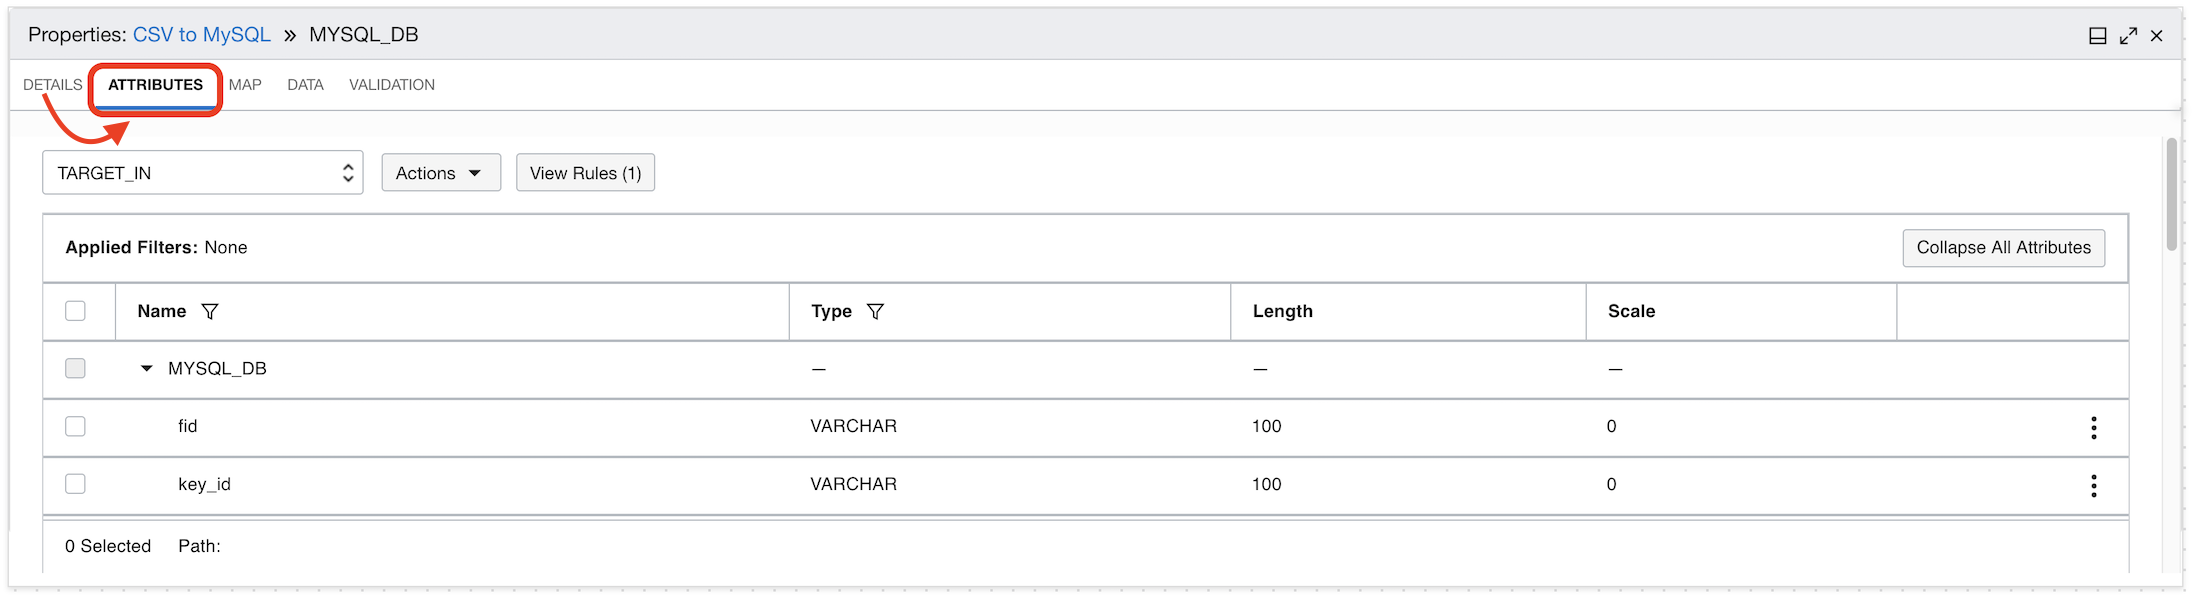 Properties: CSV to MySQL » MYSQL_DB
DETAILS ATTRIBUTES MAP DATA VALIDATION
TARGET_IN Actions View Rules (1)
Applied Filters: None Collapse All Attributes
Name Type Length Scale
MYSQL_DB — — —
fid VARCHAR 100 0
key_id VARCHAR 100 0
0 Selected Path: